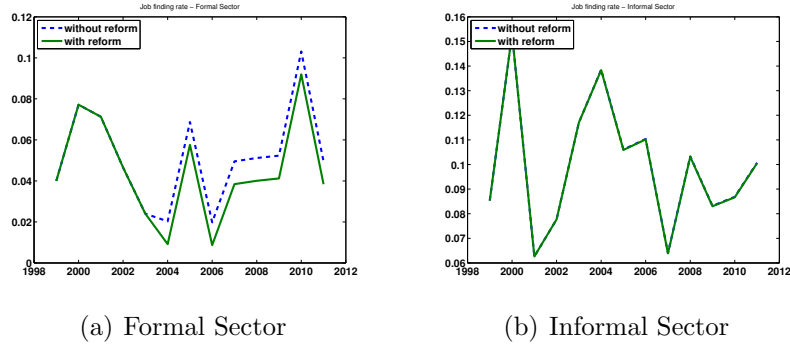 Job finding rate – Formal Sector
0.12
0.1
0.08
0.06
0.04
0.02
0
without reform
with reform
1998 2000 2002 2004 2006 2008 2010 2012
(a) Formal Sector
Job finding rate – Informal Sector
0.16
0.15
0.14
0.13
0.12
0.11
0.1
0.09
0.08
0.07
0.06
without reform
with reform
1998 2000 2002 2004 2006 2008 2010 2012
(b) Informal Sector